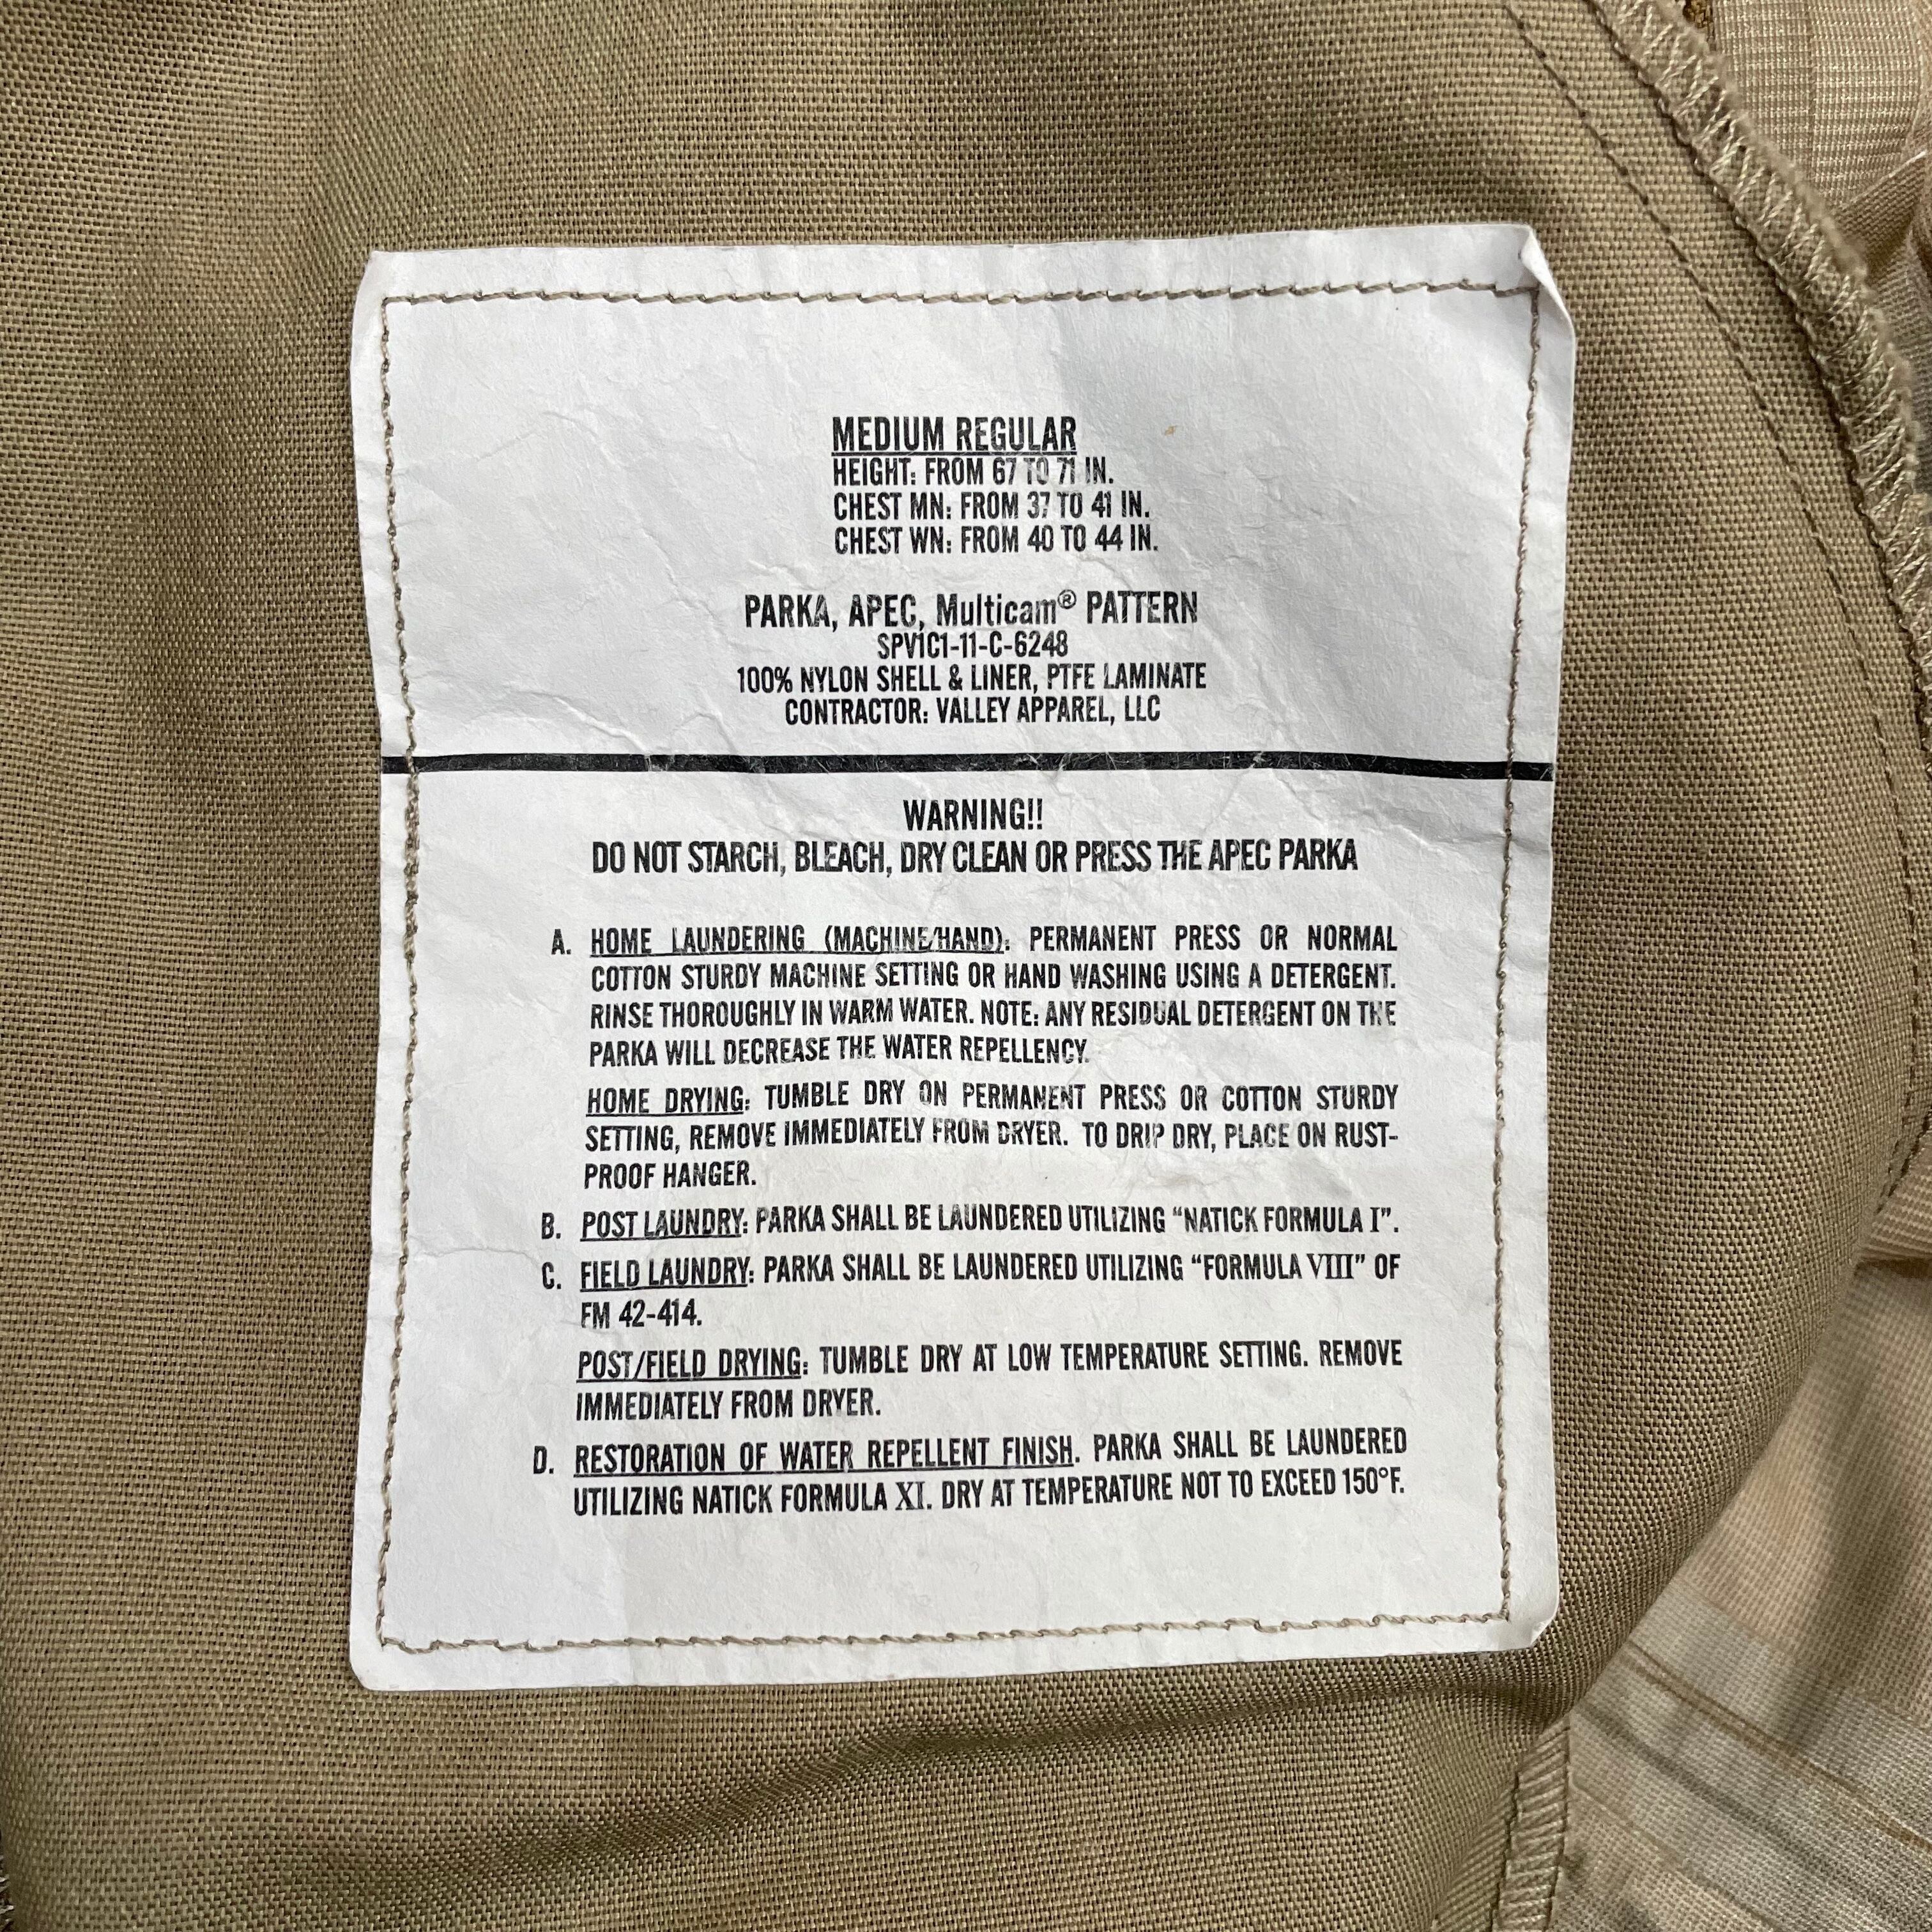 MEDIUM REGULAR
HEIGHT: FROM 67 TO 71 IN.
CHEST MN: FROM 37 TO 41 IN.
CHEST WN: FROM 40 TO 44 IN.
PARKA, APEC, Multicam® PATTERN
SPV1C1-11-C-6248
100% NYLON SHELL & LINER, PTFE LAMINATE
CONTRACTOR: VALLEY APPAREL, LLC
WARNING!!
DO NOT STARCH, BLEACH, DRY CLEAN OR PRESS THE APEC PARKA
A. HOME LAUNDERING (MACHINE/HAND): PERMANENT PRESS OR NORMAL
COTTON STURDY MACHINE SETTING OR HAND WASHING USING A DETERGENT.
RINSE THOROUGHLY IN WARM WATER. NOTE: ANY RESIDUAL DETERGENT ON THE
PARKA WILL DECREASE THE WATER REPELLENCY.
HOME DRYING: TUMBLE DRY ON PERMANENT PRESS OR COTTON STURDY
SETTING, REMOVE IMMEDIATELY FROM DRYER. TO DRIP DRY, PLACE ON RUST-
PROOF HANGER.
B. POST LAUNDRY: PARKA SHALL BE LAUNDERED UTILIZING “NATICK FORMULA I”.
C. FIELD LAUNDRY: PARKA SHALL BE LAUNDERED UTILIZING “FORMULA VIII” OF
FM 42-414.
POST/FIELD DRYING: TUMBLE DRY AT LOW TEMPERATURE SETTING. REMOVE
IMMEDIATELY FROM DRYER.
D. RESTORATION OF WATER REPELLENT FINISH. PARKA SHALL BE LAUNDERED
UTILIZING NATICK FORMULA XI. DRY AT TEMPERATURE NOT TO EXCEED 150°F.